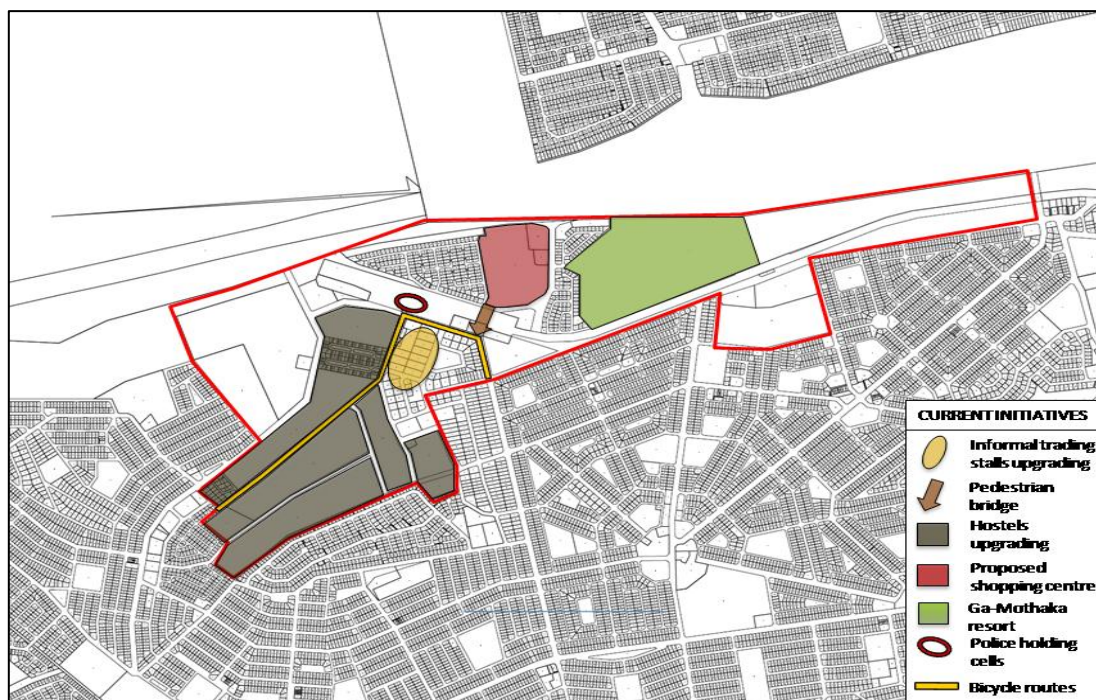 CURRENT INITIATIVES
Informal trading
stalls upgrading
Pedestrian
bridge
Hostels
upgrading
Proposed
shopping centre
Ga-Mothaka
resort
Police holding
cells
Bicycle routes